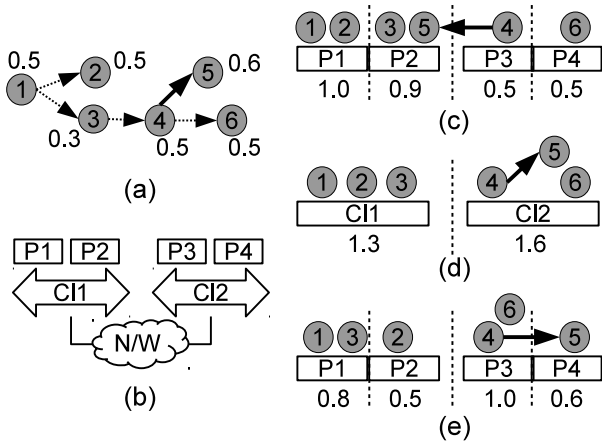 0.5 0.5 0.6
1 2 5
3 4 6
0.3 0.5 0.5
(a)
P1 P2 P3 P4
Cl1 Cl2
N/W
(b)
1 2 3 5 4 6
P1 P2 P3 P4
1.0 0.9 0.5 0.5
(c)
5
1 2 3 4 6
Cl1 Cl2
1.3 1.6
(d)
6
1 3 2 4 5
P1 P2 P3 P4
0.8 0.5 1.0 0.6
(e)